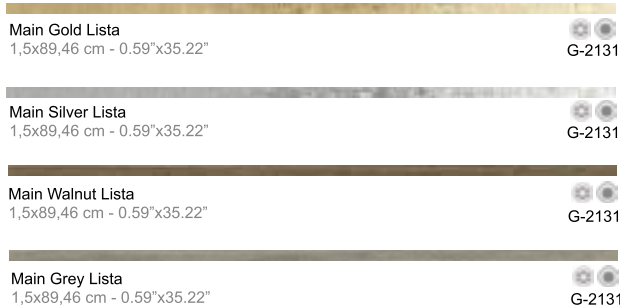 Main Gold Lista
1,5x89,46 cm - 0.59”x35.22”
G-2131
Main Silver Lista
1,5x89,46 cm - 0.59”x35.22”
G-2131
Main Walnut Lista
1,5x89,46 cm - 0.59”x35.22”
G-2131
Main Grey Lista
1,5x89,46 cm - 0.59”x35.22”
G-2131